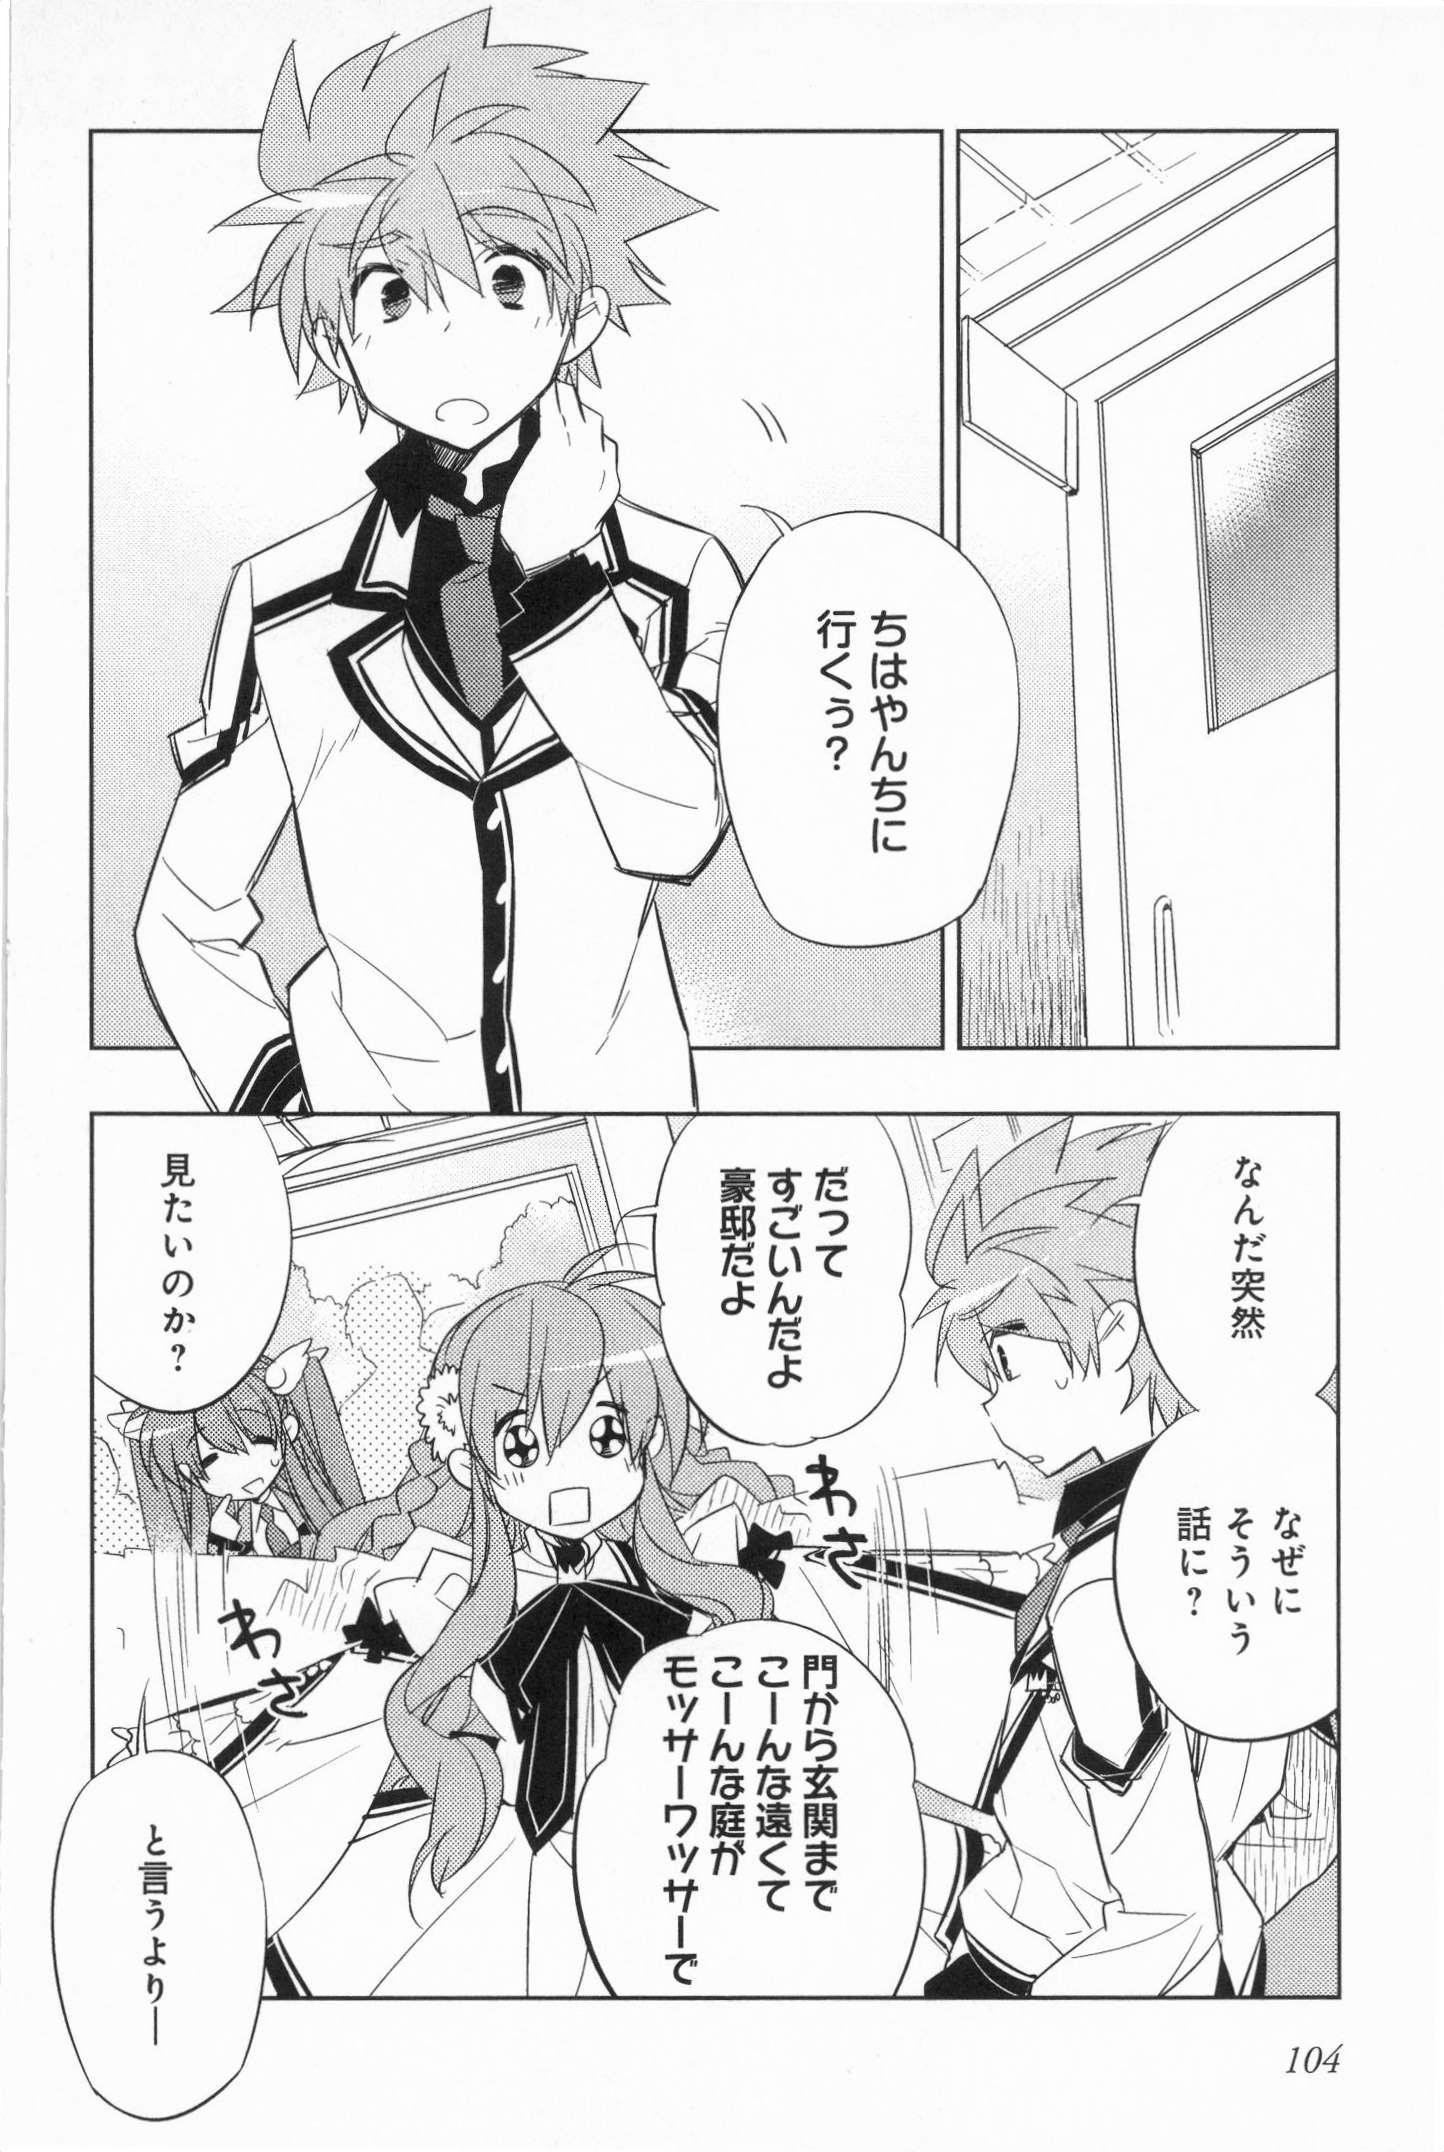 ちはやんちに
行くぅ?
なんだ突然
なぜに
そういう
話に?
だって
すごいんだよ
豪邸だよ
わさ
門から玄関まで
こーんな遠くて
こーんな庭が
モッサーワッサーで
わさ
見たいのか?
と言うより―
104